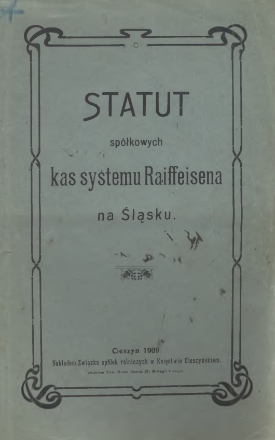 STATUT
spółkowych
kas systemu Raiffeisena
na Śląsku.
Cieszyn 1909
Nakładem Związku spółek rolniczych w Księstwie Cieszyńskiem.